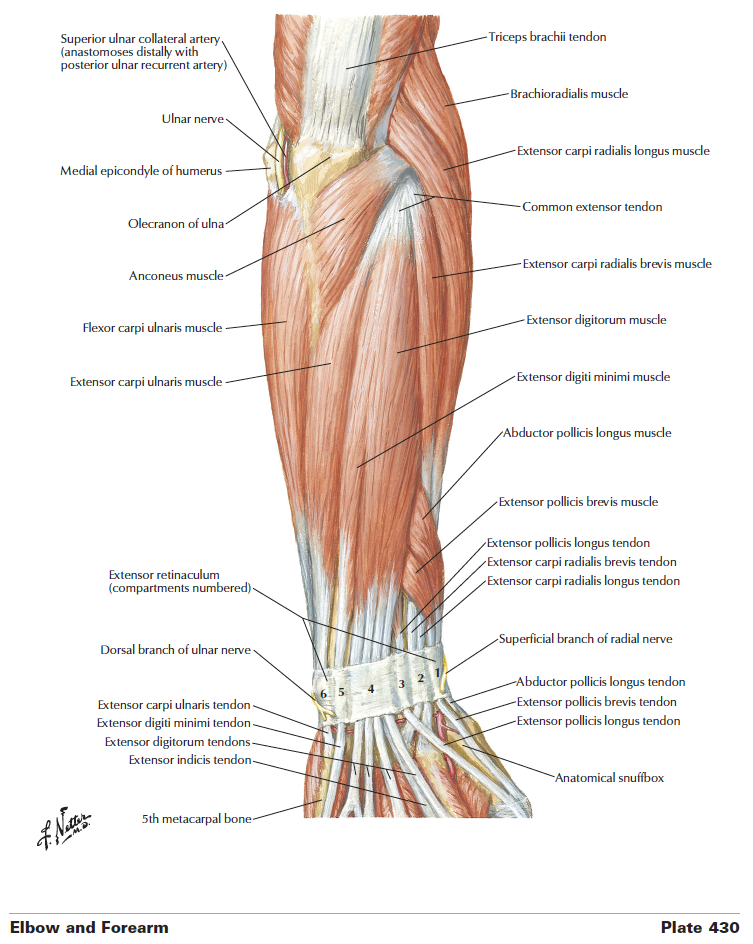 Superior ulnar collateral artery
(anastomoses distally with
posterior ulnar recurrent artery)
Ulnar nerve
Medial epicondyle of humerus
Olecranon of ulna
Anconeus muscle
Flexor carpi ulnaris muscle
Extensor carpi ulnaris muscle
Extensor retinaculum
(compartments numbered)
Dorsal branch of ulnar nerve
Extensor carpi ulnaris tendon
Extensor digiti minimi tendon
Extensor digitorum tendons
Extensor indicis tendon
5th metacarpal bone
Triceps brachii tendon
Brachioradialis muscle
Extensor carpi radialis longus muscle
Common extensor tendon
Extensor carpi radialis brevis muscle
Extensor digitorum muscle
Extensor digiti minimi muscle
Abductor pollicis longus muscle
Extensor pollicis brevis muscle
Extensor pollicis longus tendon
Extensor carpi radialis brevis tendon
Extensor carpi radialis longus tendon
Superficial branch of radial nerve
Abductor pollicis longus tendon
Extensor pollicis brevis tendon
Extensor pollicis longus tendon
Anatomical snuffbox
6 5 4 3 2 1
F. Netter
M.D.
Elbow and Forearm
Plate 430